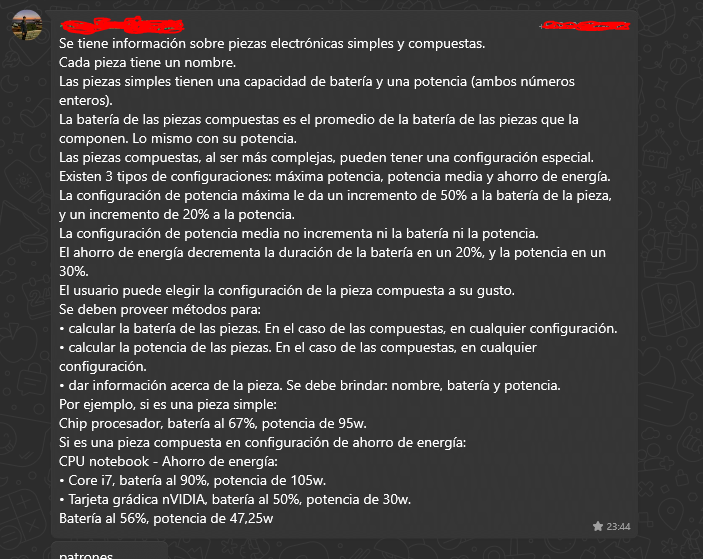 Se tiene información sobre piezas electrónicas simples y compuestas.
Cada pieza tiene un nombre.
Las piezas simples tienen una capacidad de batería y una potencia (ambos números
enteros).
La batería de las piezas compuestas es el promedio de la batería de las piezas que la
componen. Lo mismo con su potencia.
Las piezas compuestas, al ser más complejas, pueden tener una configuración especial.
Existen 3 tipos de configuraciones: máxima potencia, potencia media y ahorro de energía.
La configuración de potencia máxima le da un incremento de 50% a la batería de la pieza,
y un incremento de 20% a la potencia.
La configuración de potencia media no incrementa ni la batería ni la potencia.
El ahorro de energía decrementa la duración de la batería en un 20%, y la potencia en un
30%.
El usuario puede elegir la configuración de la pieza compuesta a su gusto.
Se deben proveer métodos para:
• calcular la batería de las piezas. En el caso de las compuestas, en cualquier configuración.
• calcular la potencia de las piezas. En el caso de las compuestas, en cualquier
configuración.
• dar información acerca de la pieza. Se debe brindar: nombre, batería y potencia.
Por ejemplo, si es una pieza simple:
Chip procesador, batería al 67%, potencia de 95w.
Si es una pieza compuesta en configuración de ahorro de energía:
CPU notebook - Ahorro de energía:
• Core i7, batería al 90%, potencia de 105w.
• Tarjeta grádica nVIDIA, batería al 50%, potencia de 30w.
Batería al 56%, potencia de 47,25w
23:44
patrones